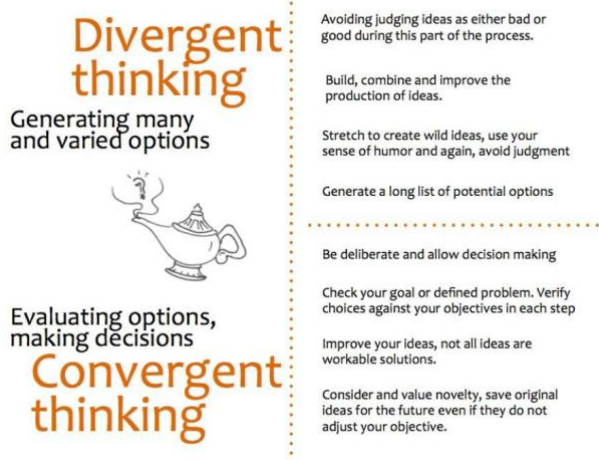 Divergent
thinking
Generating many
and varied options
Evaluating options,
making decisions
Convergent
thinking
Avoiding judging ideas as either bad or
good during this part of the process.
Build, combine and improve the
production of ideas.
Stretch to create wild ideas, use your
sense of humor and again, avoid judgment
Generate a long list of potential options
Be deliberate and allow decision making
Check your goal or defined problem. Verify
choices against your objectives in each step
Improve your ideas, not all ideas are
workable solutions.
Consider and value novelty, save original
ideas for the future even if they do not
adjust your objective.